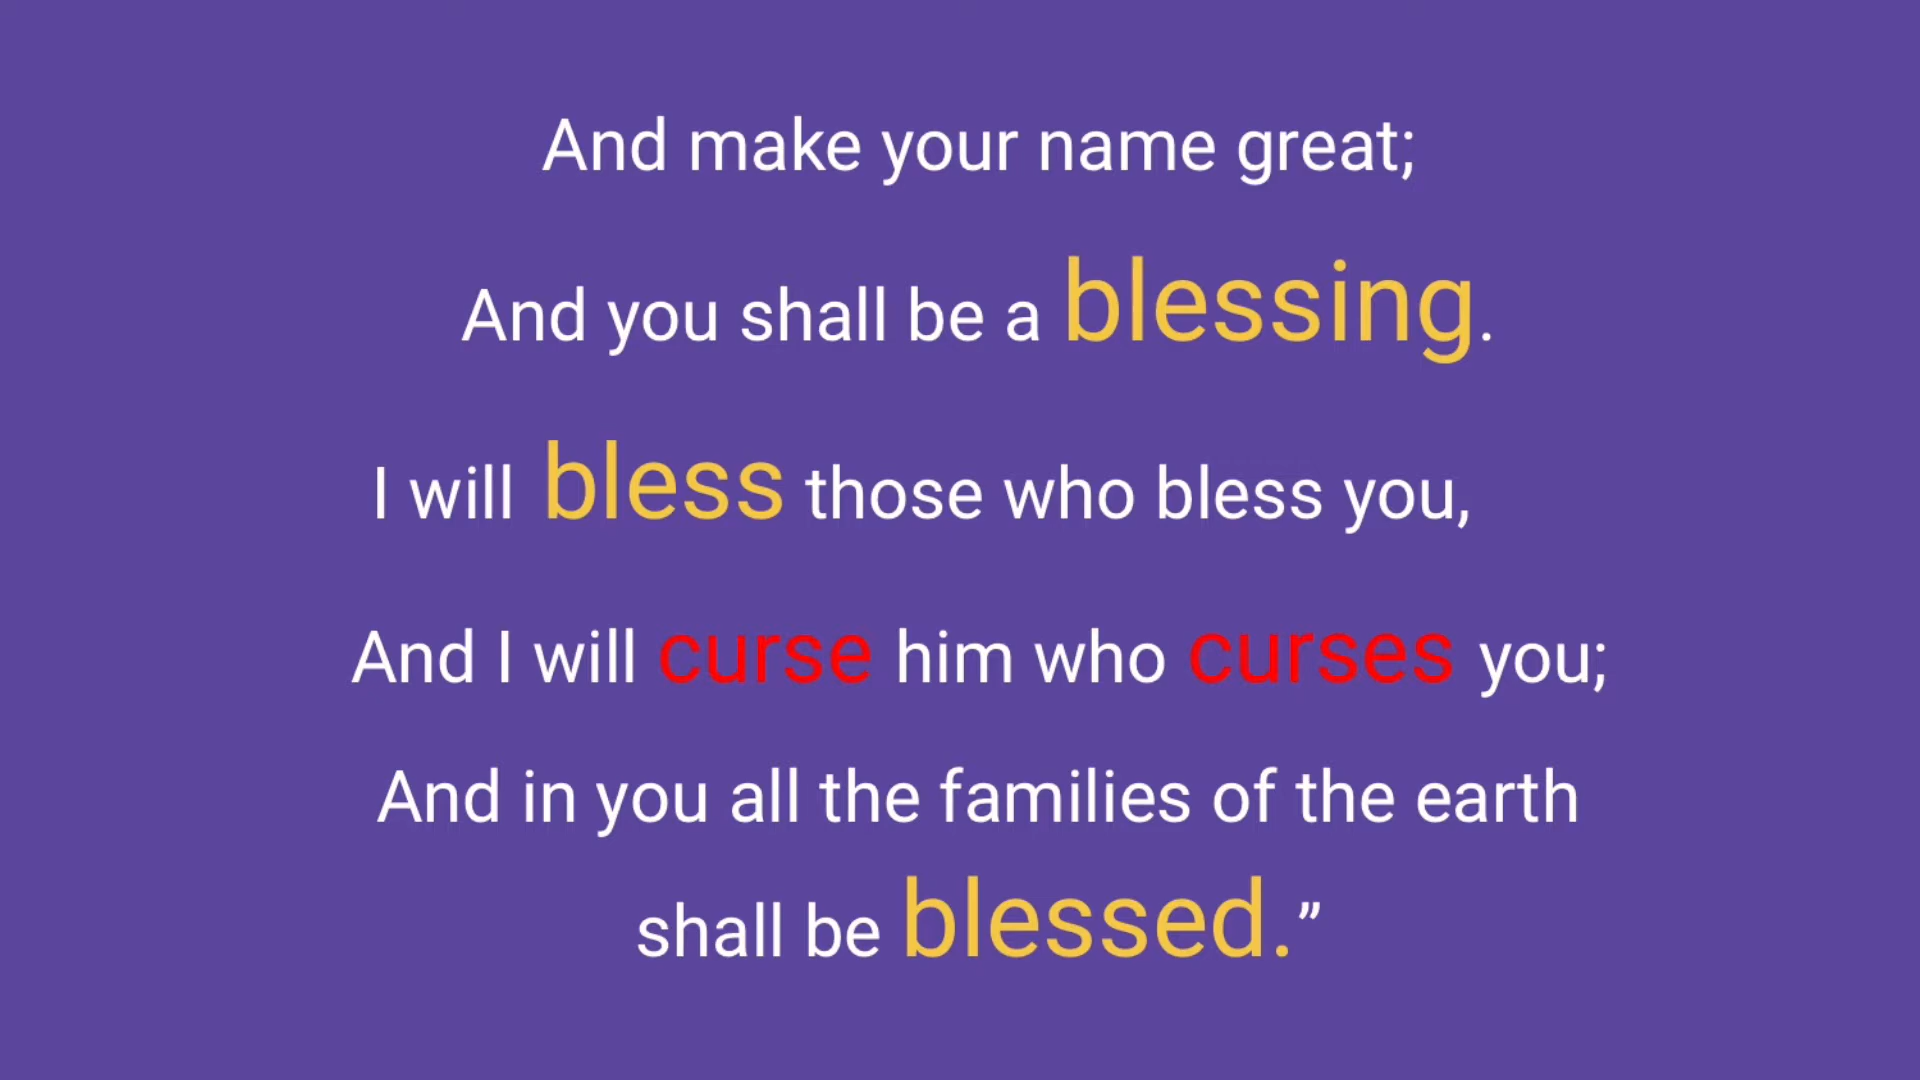 And make your name great;
And you shall be a blessing.
I will bless those who bless you,
And I will curse him who curses you;
And in you all the families of the earth
shall be blessed.”